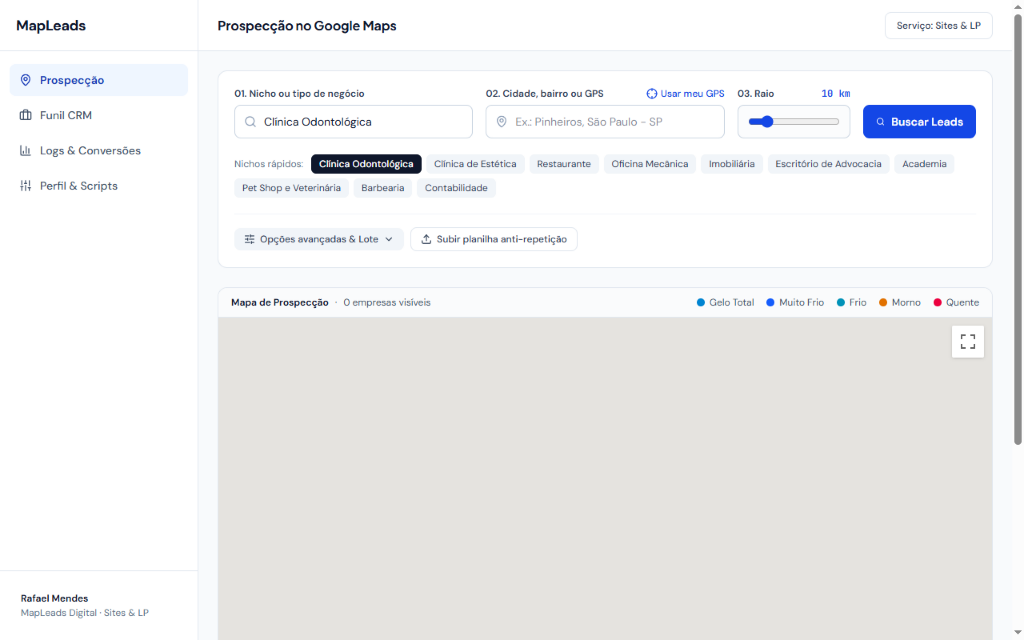 MapLeads
Prospecção no Google Maps
Serviço: Sites & LP
Prospecção
Funil CRM
Logs & Conversões
Perfil & Scripts
01. Nicho ou tipo de negócio
02. Cidade, bairro ou GPS
Usar meu GPS
03. Raio
10 km
Clínica Odontológica
Ex.: Pinheiros, São Paulo - SP
Buscar Leads
Nichos rápidos:
Clínica Odontológica
Clínica de Estética
Restaurante
Oficina Mecânica
Imobiliária
Escritório de Advocacia
Academia
Pet Shop e Veterinária
Barbearia
Contabilidade
Opções avançadas & Lote
Subir planilha anti-repetição
Mapa de Prospecção · 0 empresas visíveis
Gelo Total
Muito Frio
Frio
Morno
Quente
Rafael Mendes
MapLeads Digital · Sites & LP